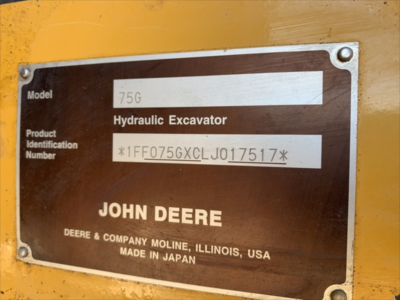 Model 75G
Hydraulic Excavator
Product
Identification
Number *1FF075GXCLJ017517*
JOHN DEERE
DEERE & COMPANY MOLINE, ILLINOIS, USA
MADE IN JAPAN